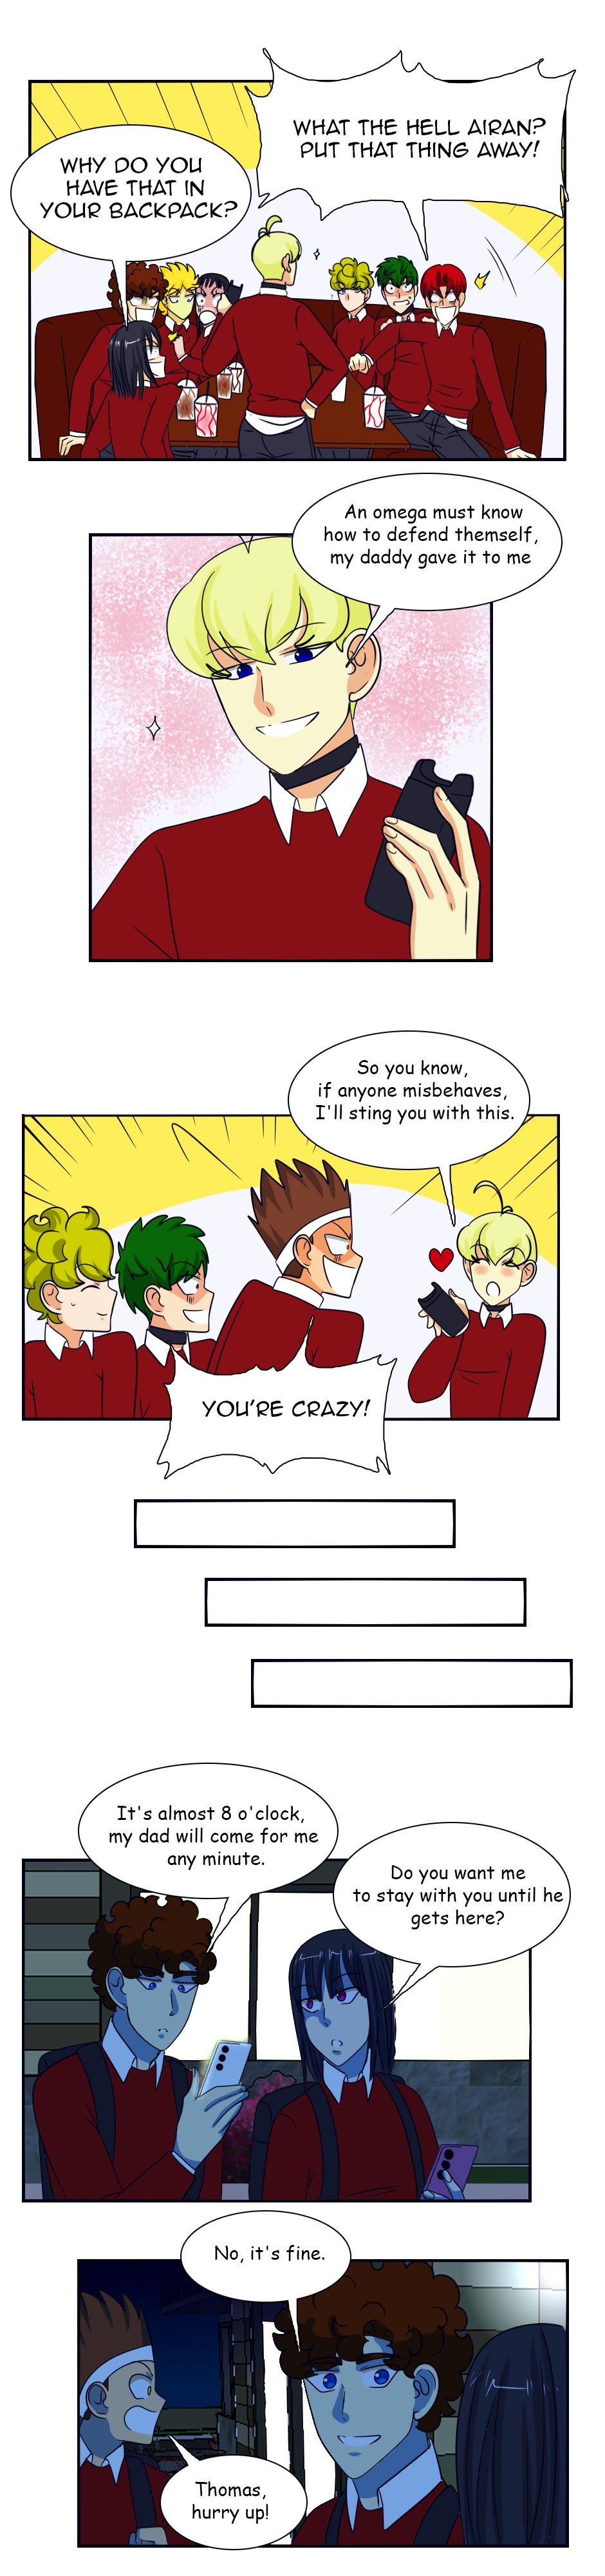 WHAT THE HELL AIRAN?
PUT THAT THING AWAY!
WHY DO YOU
HAVE THAT IN
YOUR BACKPACK?
An omega must know
how to defend themself,
my daddy gave it to me
So you know,
if anyone misbehaves,
I'll sting you with this.
YOU'RE CRAZY!
It's almost 8 o'clock,
my dad will come for me
any minute.
Do you want me
to stay with you until he
gets here?
No, it's fine.
Thomas,
hurry up!